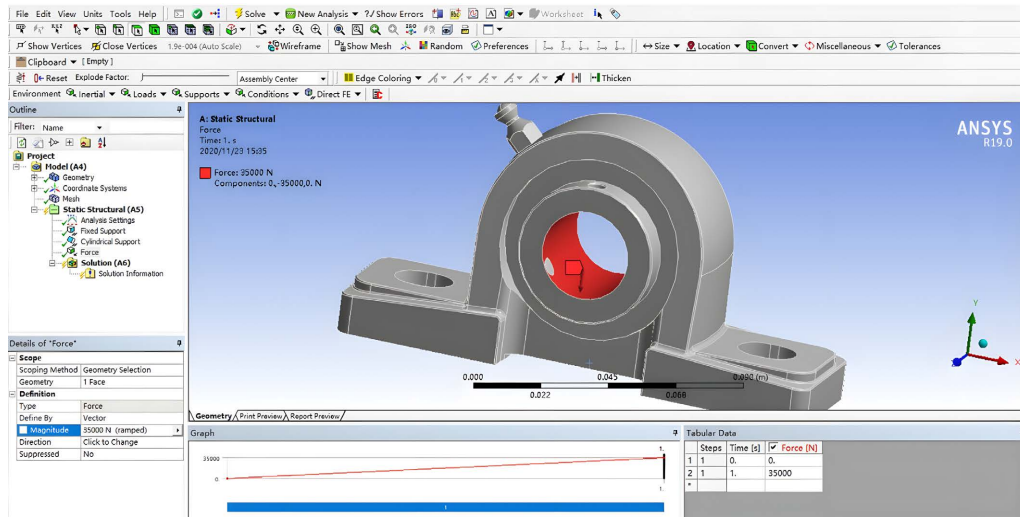 File Edit View Units Tools Help Solve New Analysis ?/ Show Errors Worksheet
Show Vertices Close Vertices 1.9e-004 (Auto Scale) Wireframe Show Mesh Random Preferences Size Location Convert Miscellaneous Tolerances
Clipboard [Empty]
Reset Explode Factor: Assembly Center Edge Coloring Thicken
Environment Inertial Loads Supports Conditions Direct FE
Outline
Filter: Name
Project
Model (A4)
Geometry
Coordinate Systems
Mesh
Static Structural (A5)
Analysis Settings
Fixed Support
Cylindrical Support
Force
Solution (A6)
Solution Information
Details of "Force"
Scope
Scoping Method Geometry Selection
Geometry 1 Face
Definition
Type Force
Define By Vector
Magnitude 35000 N (ramped)
Direction Click to Change
Suppressed No
A: Static Structural
Force
Time: 1. s
2020/11/23 15:35
Force: 35000 N
Components: 0.,-35000,0. N
ANSYS
R19.0
Y
X
0.000 0.045 0.090 (m)
0.022 0.068
Geometry Print Preview Report Preview
Graph
1.
35000
0.
1.
1
Tabular Data
Steps Time [s] Force [N]
1 1 0. 0.
2 1 1. 35000
*